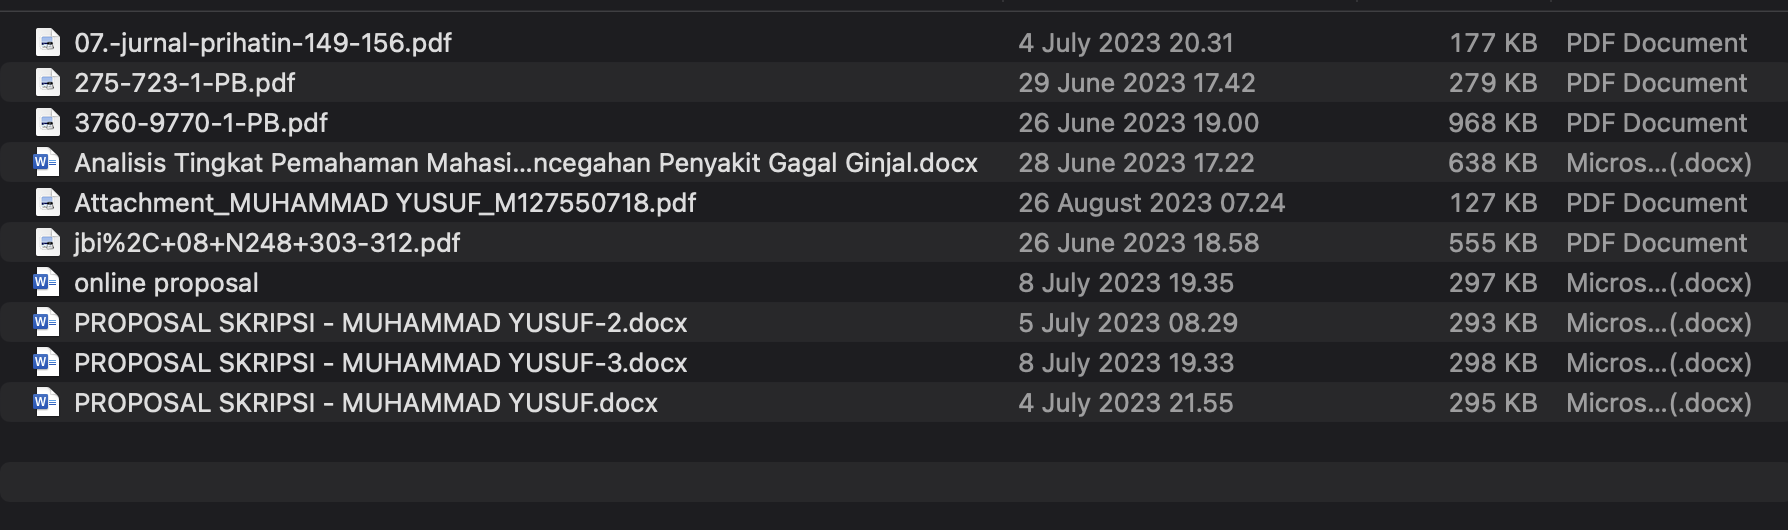 07.-jurnal-prihatin-149-156.pdf 4 July 2023 20.31 177 KB PDF Document
275-723-1-PB.pdf 29 June 2023 17.42 279 KB PDF Document
3760-9770-1-PB.pdf 26 June 2023 19.00 968 KB PDF Document
Analisis Tingkat Pemahaman Mahasi...ncegahan Penyakit Gagal Ginjal.docx 28 June 2023 17.22 638 KB Micros...(.docx)
Attachment_MUHAMMAD YUSUF_M127550718.pdf 26 August 2023 07.24 127 KB PDF Document
jbi%2C+08+N248+303-312.pdf 26 June 2023 18.58 555 KB PDF Document
online proposal 8 July 2023 19.35 297 KB Micros...(.docx)
PROPOSAL SKRIPSI - MUHAMMAD YUSUF-2.docx 5 July 2023 08.29 293 KB Micros...(.docx)
PROPOSAL SKRIPSI - MUHAMMAD YUSUF-3.docx 8 July 2023 19.33 298 KB Micros...(.docx)
PROPOSAL SKRIPSI - MUHAMMAD YUSUF.docx 4 July 2023 21.55 295 KB Micros...(.docx)